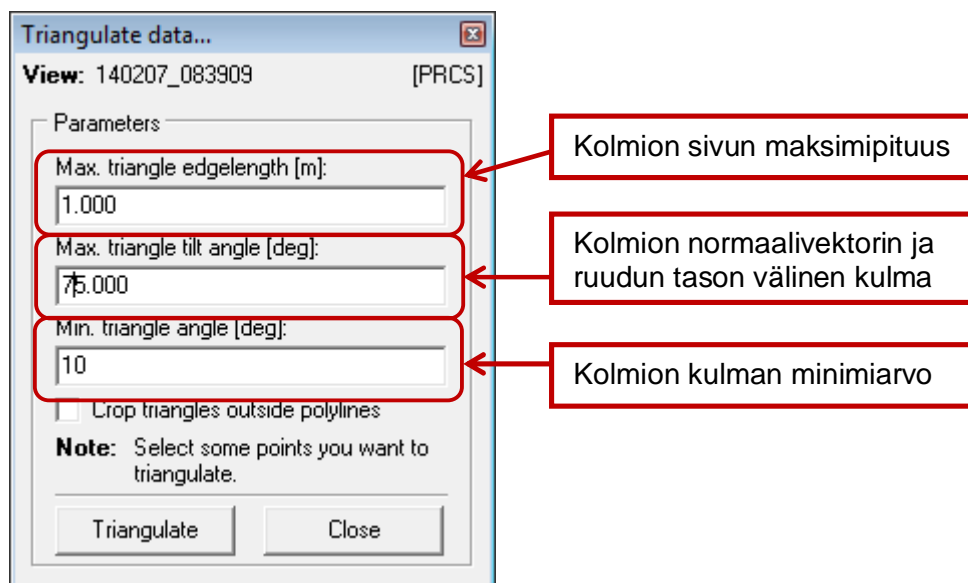 Triangulate data...
View: 140207_083909 [PRCS]
Parameters
Max. triangle edgelength [m]:
1.000
Max. triangle tilt angle [deg]:
75.000
Min. triangle angle [deg]:
10
Crop triangles outside polylines
Note: Select some points you want to
triangulate.
Triangulate Close
Kolmion sivun maksimipituus
Kolmion normaalivektorin ja
ruudun tason välinen kulma
Kolmion kulman minimiarvo